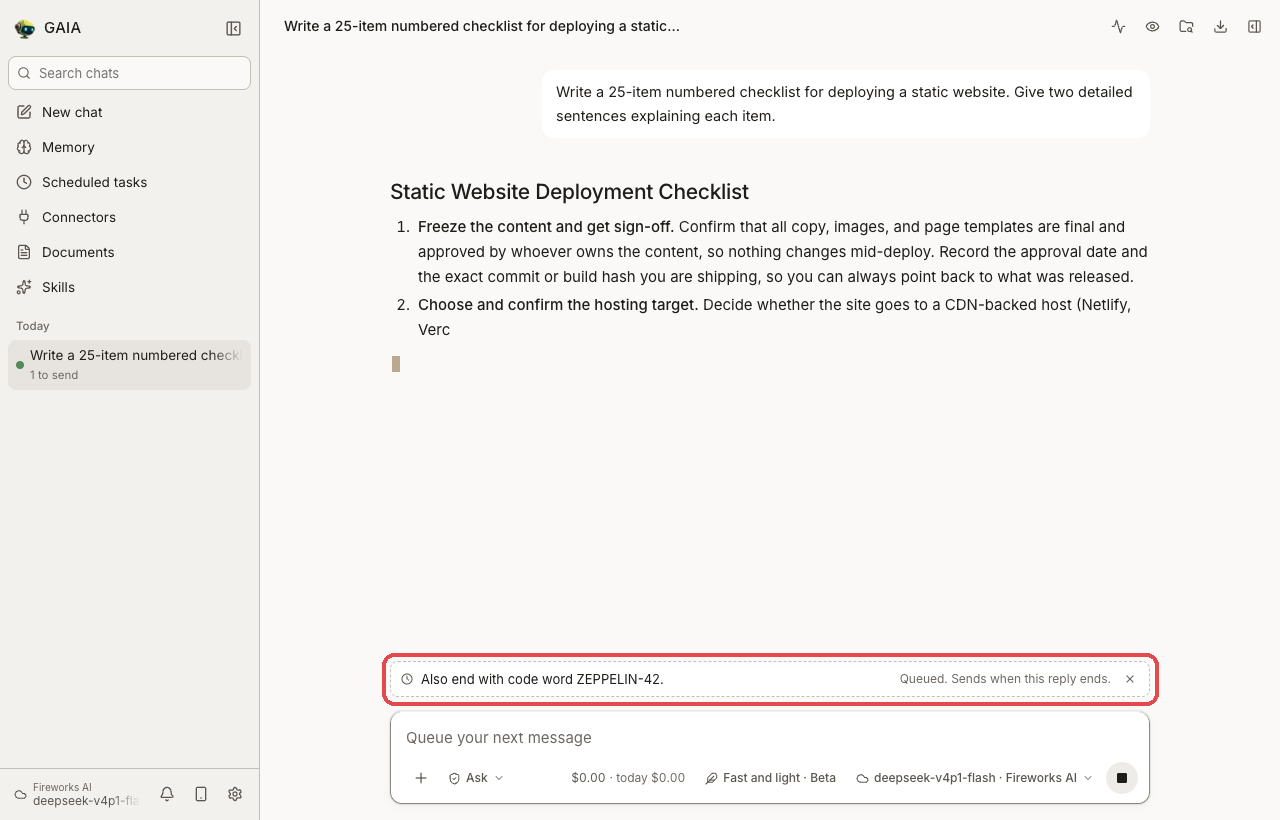 GAIA
Search chats
New chat
Memory
Scheduled tasks
Connectors
Documents
Skills
Today
Write a 25-item numbered check
1 to send
Fireworks AI
deepseek-v4p1-fla
Write a 25-item numbered checklist for deploying a static...
Write a 25-item numbered checklist for deploying a static website. Give two detailed
sentences explaining each item.
Static Website Deployment Checklist
1. Freeze the content and get sign-off. Confirm that all copy, images, and page templates are final and
approved by whoever owns the content, so nothing changes mid-deploy. Record the approval date and
the exact commit or build hash you are shipping, so you can always point back to what was released.
2. Choose and confirm the hosting target. Decide whether the site goes to a CDN-backed host (Netlify,
Verc
Also end with code word ZEPPELIN-42. Queued. Sends when this reply ends.
Queue your next message
Ask $0.00 · today $0.00 Fast and light · Beta deepseek-v4p1-flash · Fireworks AI